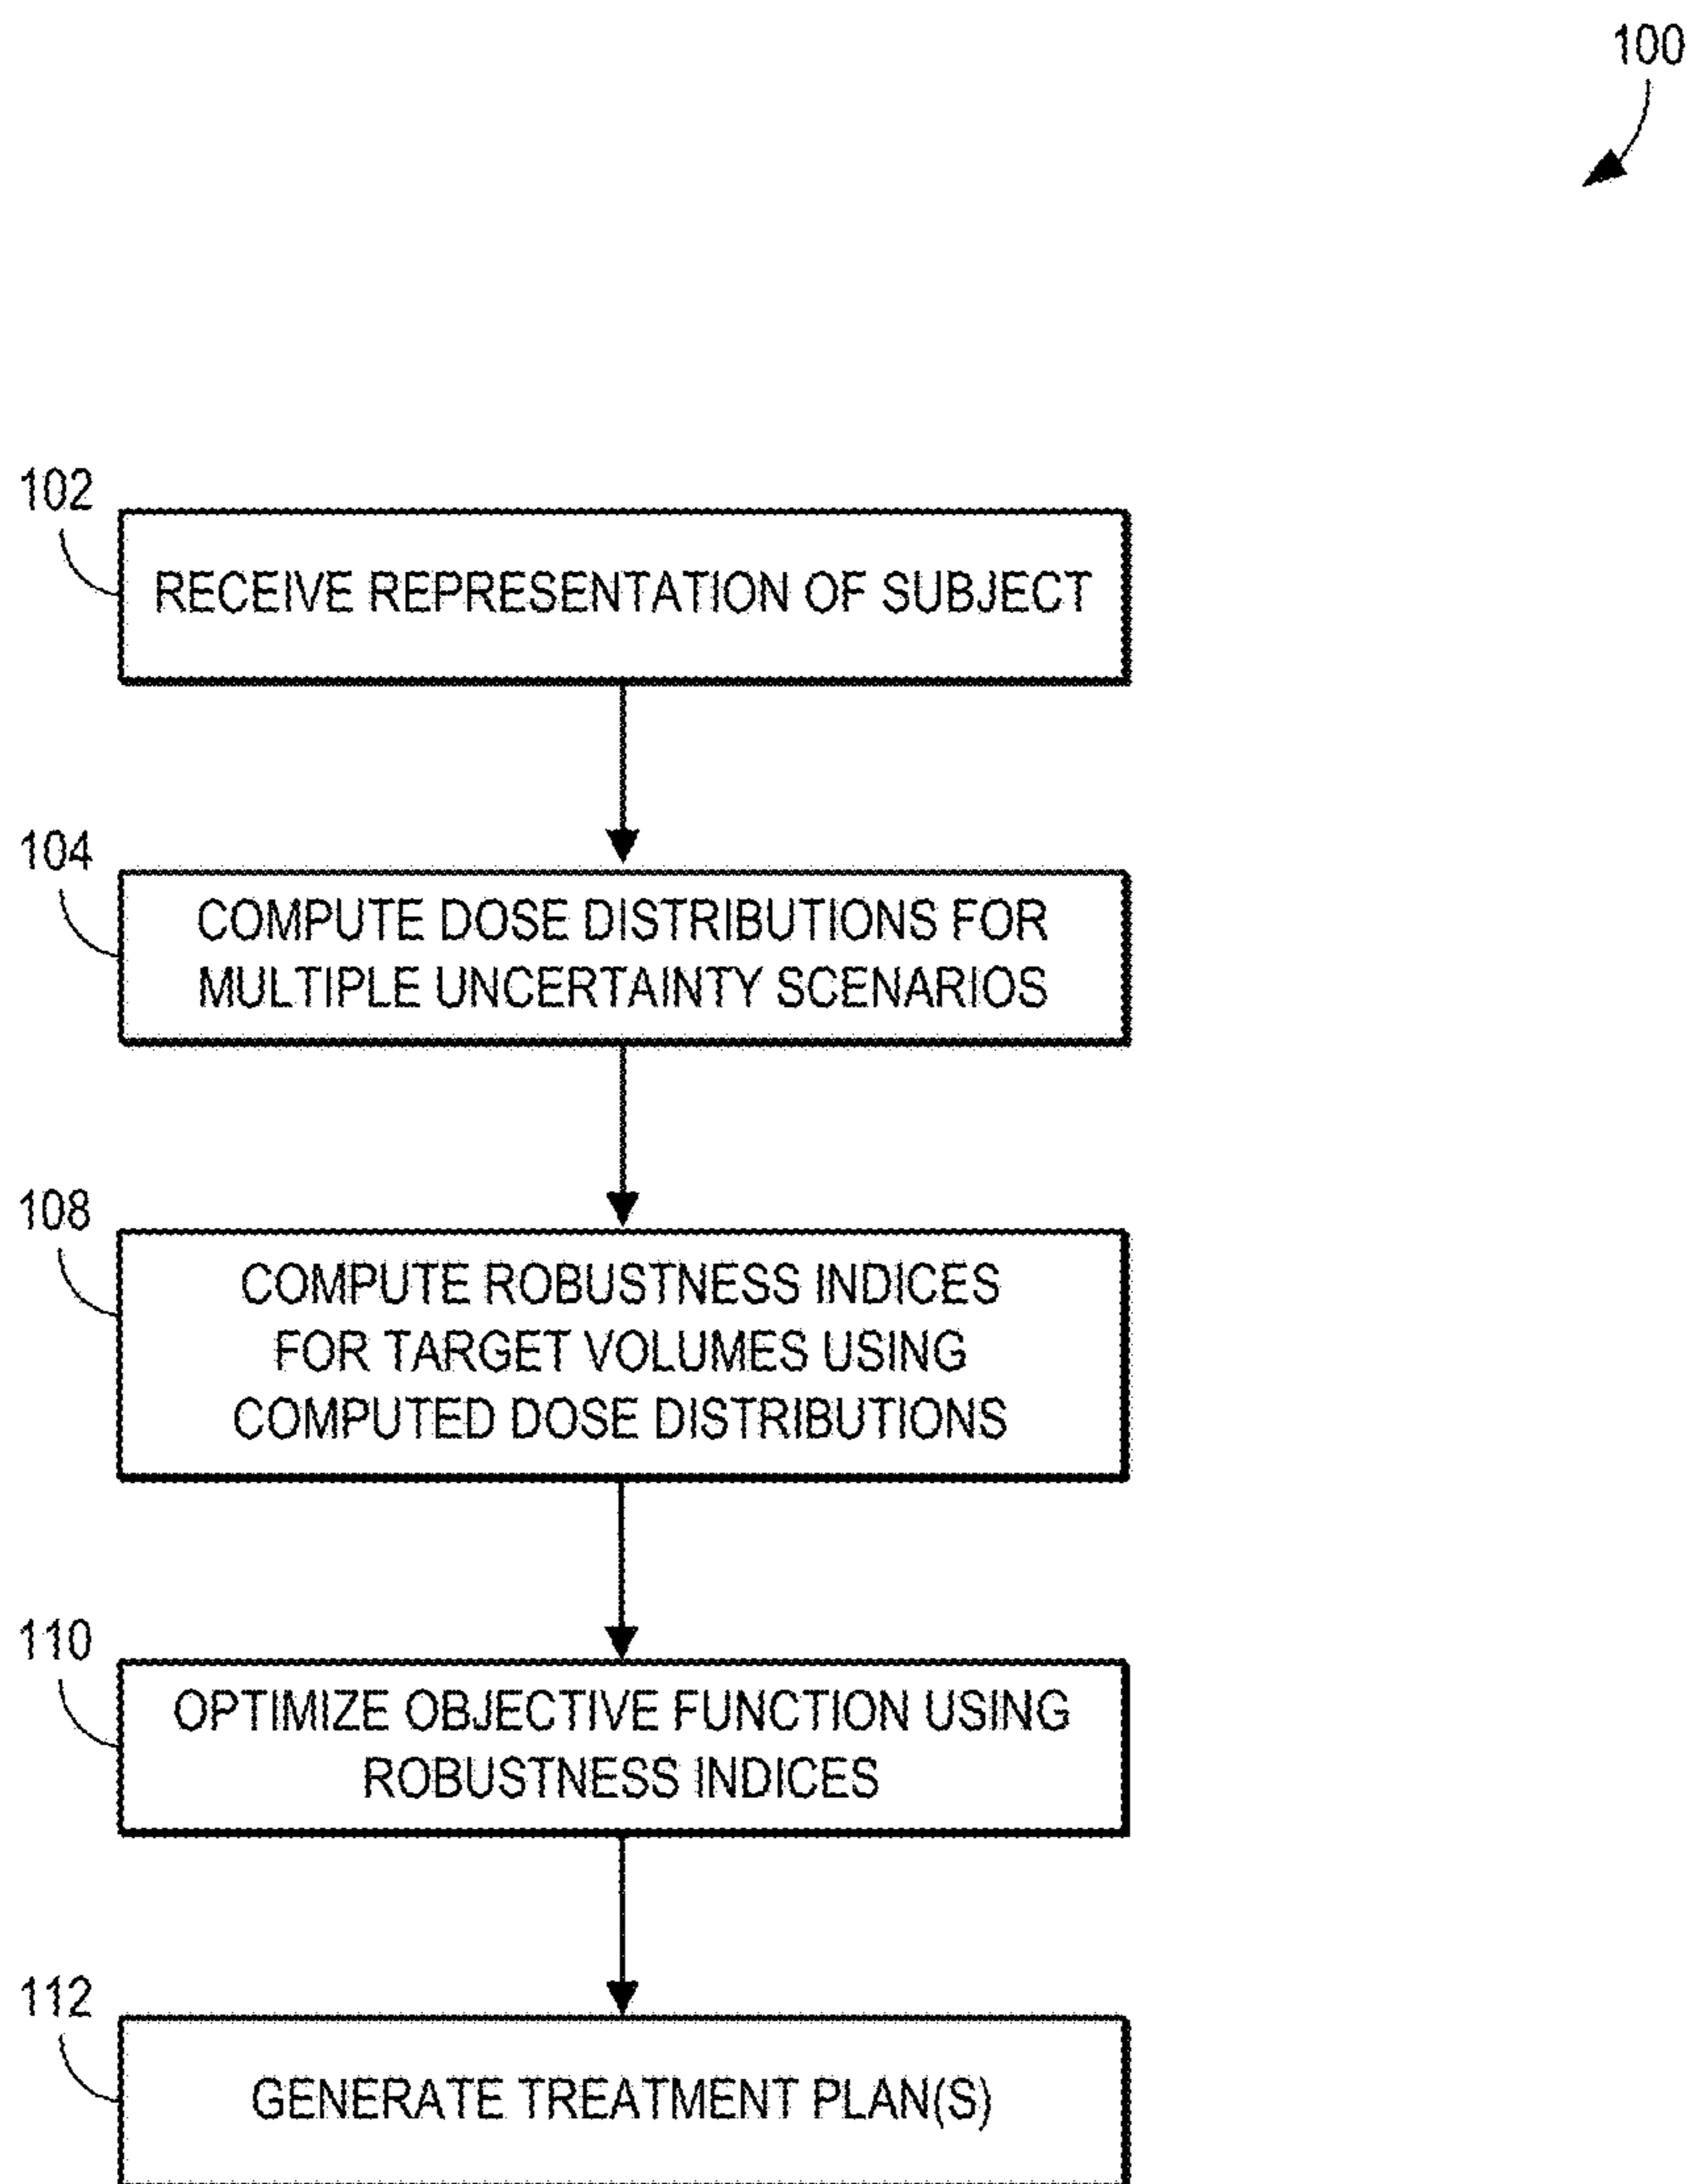 100
102
RECEIVE REPRESENTATION OF SUBJECT
104
COMPUTE DOSE DISTRIBUTIONS FOR
MULTIPLE UNCERTAINTY SCENARIOS
108
COMPUTE ROBUSTNESS INDICES
FOR TARGET VOLUMES USING
COMPUTED DOSE DISTRIBUTIONS
110
OPTIMIZE OBJECTIVE FUNCTION USING
ROBUSTNESS INDICES
112
GENERATE TREATMENT PLAN(S)